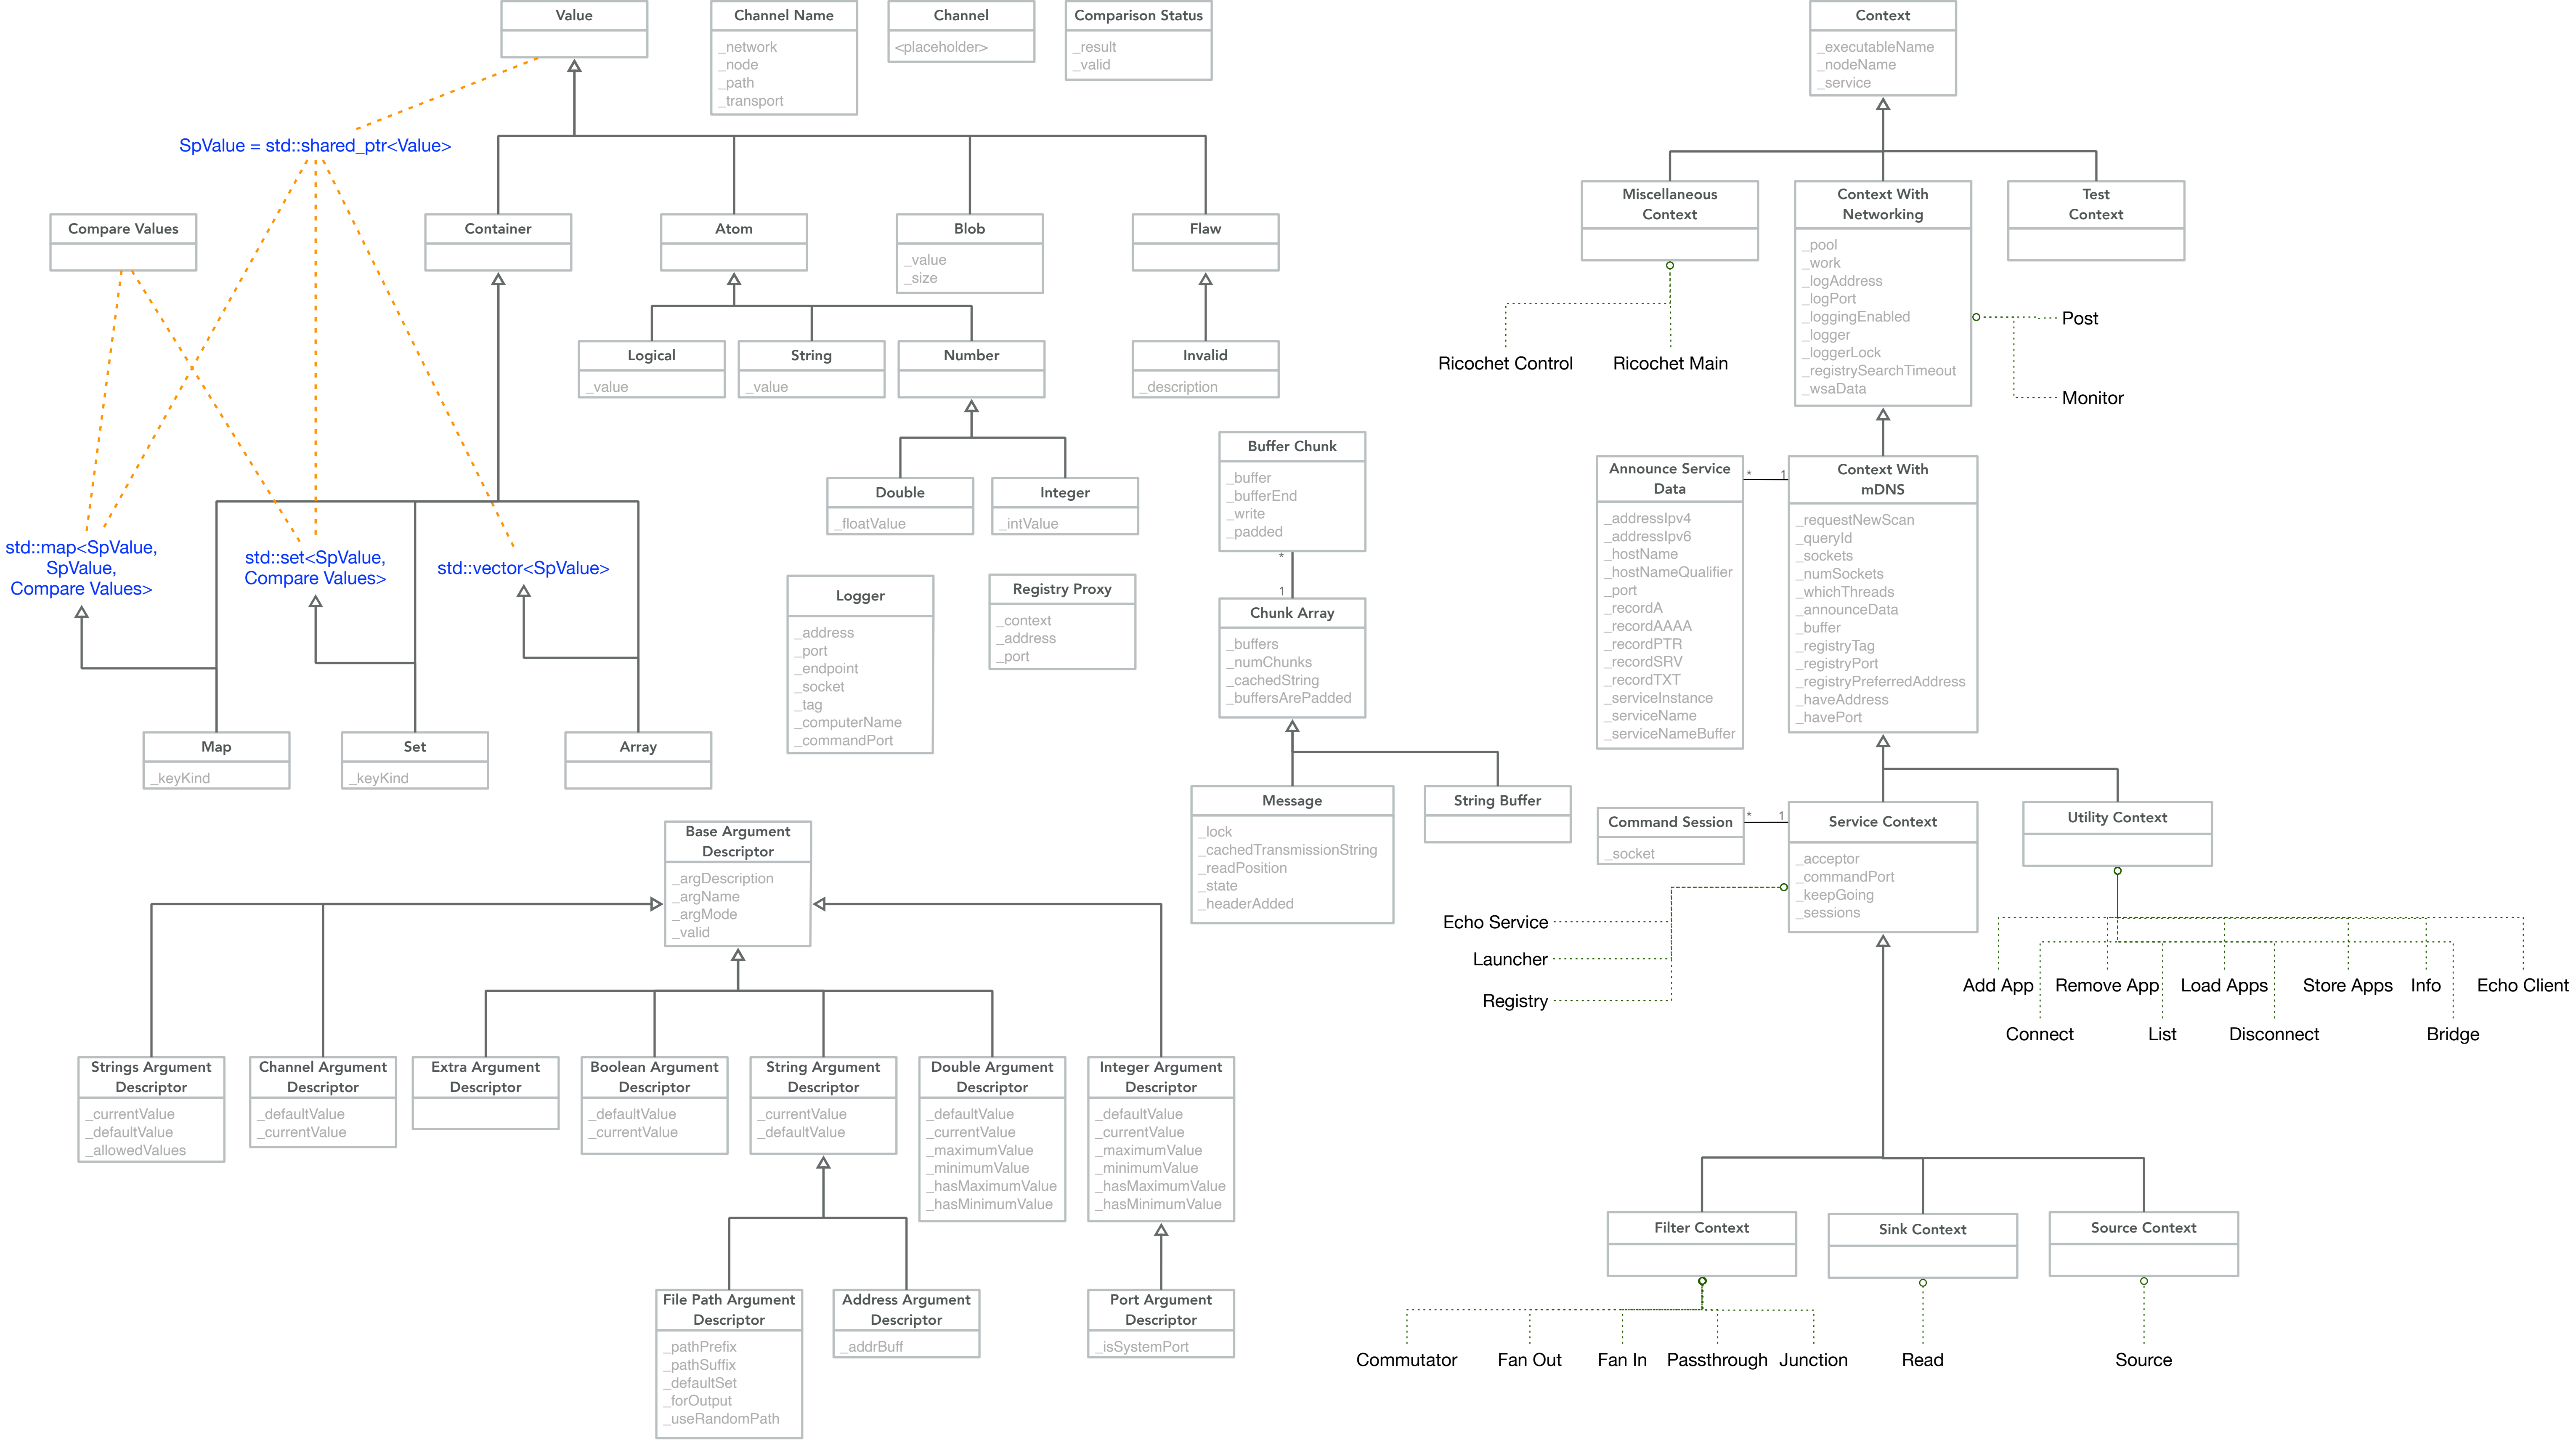 Value
Channel Name
_network
_node
_path
_transport
Channel
<placeholder>
Comparison Status
_result
_valid
Context
_executableName
_nodeName
_service
SpValue = std::shared_ptr<Value>
Compare Values
Container
Atom
Blob
_value
_size
Flaw
Miscellaneous
Context
Context With
Networking
_pool
_work
_logAddress
_logPort
_loggingEnabled
_logger
_loggerLock
_registrySearchTimeout
_wsaData
Test
Context
Post
Monitor
Ricochet Control
Ricochet Main
Logical
_value
String
_value
Number
Invalid
_description
Double
_floatValue
Integer
_intValue
Buffer Chunk
_buffer
_bufferEnd
_write
_padded
*
1
Chunk Array
_buffers
_numChunks
_cachedString
_buffersArePadded
Announce Service
Data
_addressIpv4
_addressIpv6
_hostName
_hostNameQualifier
_port
_recordA
_recordAAAA
_recordPTR
_recordSRV
_recordTXT
_serviceInstance
_serviceName
_serviceNameBuffer
*
1
Context With
mDNS
_requestNewScan
_queryId
_sockets
_numSockets
_whichThreads
_announceData
_buffer
_registryTag
_registryPort
_registryPreferredAddress
_haveAddress
_havePort
std::map<SpValue,
SpValue,
Compare Values>
std::set<SpValue,
Compare Values>
std::vector<SpValue>
Logger
_address
_port
_endpoint
_socket
_tag
_computerName
_commandPort
Registry Proxy
_context
_address
_port
Map
_keyKind
Set
_keyKind
Array
Message
_lock
_cachedTransmissionString
_readPosition
_state
_headerAdded
String Buffer
Command Session
_socket
*
1
Service Context
_acceptor
_commandPort
_keepGoing
_sessions
Utility Context
Echo Service
Launcher
Registry
Add App
Remove App
Load Apps
Store Apps
Info
Echo Client
Connect
List
Disconnect
Bridge
Base Argument
Descriptor
_argDescription
_argName
_argMode
_valid
Strings Argument
Descriptor
_currentValue
_defaultValue
_allowedValues
Channel Argument
Descriptor
_defaultValue
_currentValue
Extra Argument
Descriptor
Boolean Argument
Descriptor
_defaultValue
_currentValue
String Argument
Descriptor
_currentValue
_defaultValue
Double Argument
Descriptor
_defaultValue
_currentValue
_maximumValue
_minimumValue
_hasMaximumValue
_hasMinimumValue
Integer Argument
Descriptor
_defaultValue
_currentValue
_maximumValue
_minimumValue
_hasMaximumValue
_hasMinimumValue
File Path Argument
Descriptor
_pathPrefix
_pathSuffix
_defaultSet
_forOutput
_useRandomPath
Address Argument
Descriptor
_addrBuff
Port Argument
Descriptor
_isSystemPort
Filter Context
Sink Context
Source Context
Commutator
Fan Out
Fan In
Passthrough
Junction
Read
Source